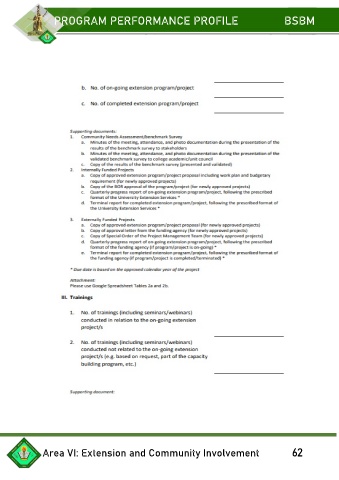 PROGRAM PERFORMANCE PROFILE BSBM
b. No. of on-going extension program/project
c. No. of completed extension program/project
Supporting documents:
1. Community Needs Assessment/Benchmark Survey
a. Minutes of the meeting, attendance, and photo documentation during the presentation of the
results of the benchmark survey to stakeholders
b. Minutes of the meeting, attendance, and photo documentation during the presentation of the
validated benchmark survey to college academic/unit council
c. Copy of the results of the benchmark survey (presented and validated)
2. Internally Funded Projects
a. Copy of approved extension program/project proposal including work plan and budgetary
requirement (for newly approved projects)
b. Copy of the BOR approval of the program/project (for newly approved projects)
c. Quarterly progress report of on-going extension program/project, following the prescribed
format of the University Extension Services *
d. Terminal report for completed extension program/project, following the prescribed format of
the University Extension Services *
3. Externally Funded Projects
a. Copy of approved extension program/project proposal (for newly approved projects)
b. Copy of approval letter from the funding agency (for newly approved projects)
c. Copy of Special Order of the Project Management Team (for newly approved projects)
d. Quarterly progress report of on-going extension program/project, following the prescribed
format of the funding agency (if program/project is on-going) *
e. Terminal report for completed extension program/project, following the prescribed format of
the funding agency (if program/project is completed/terminated) *
* Due date is based on the approved calendar year of the project
Attachment:
Please use Google Spreadsheet Tables 2a and 2b.
III. Trainings
1. No. of trainings (including seminars/webinars)
conducted in relation to the on-going extension
project/s
2. No. of trainings (including seminars/webinars)
conducted not related to the on-going extension
project/s (e.g. based on request, part of the capacity
building program, etc.)
Supporting document:
Area VI: Extension and Community Involvement 62